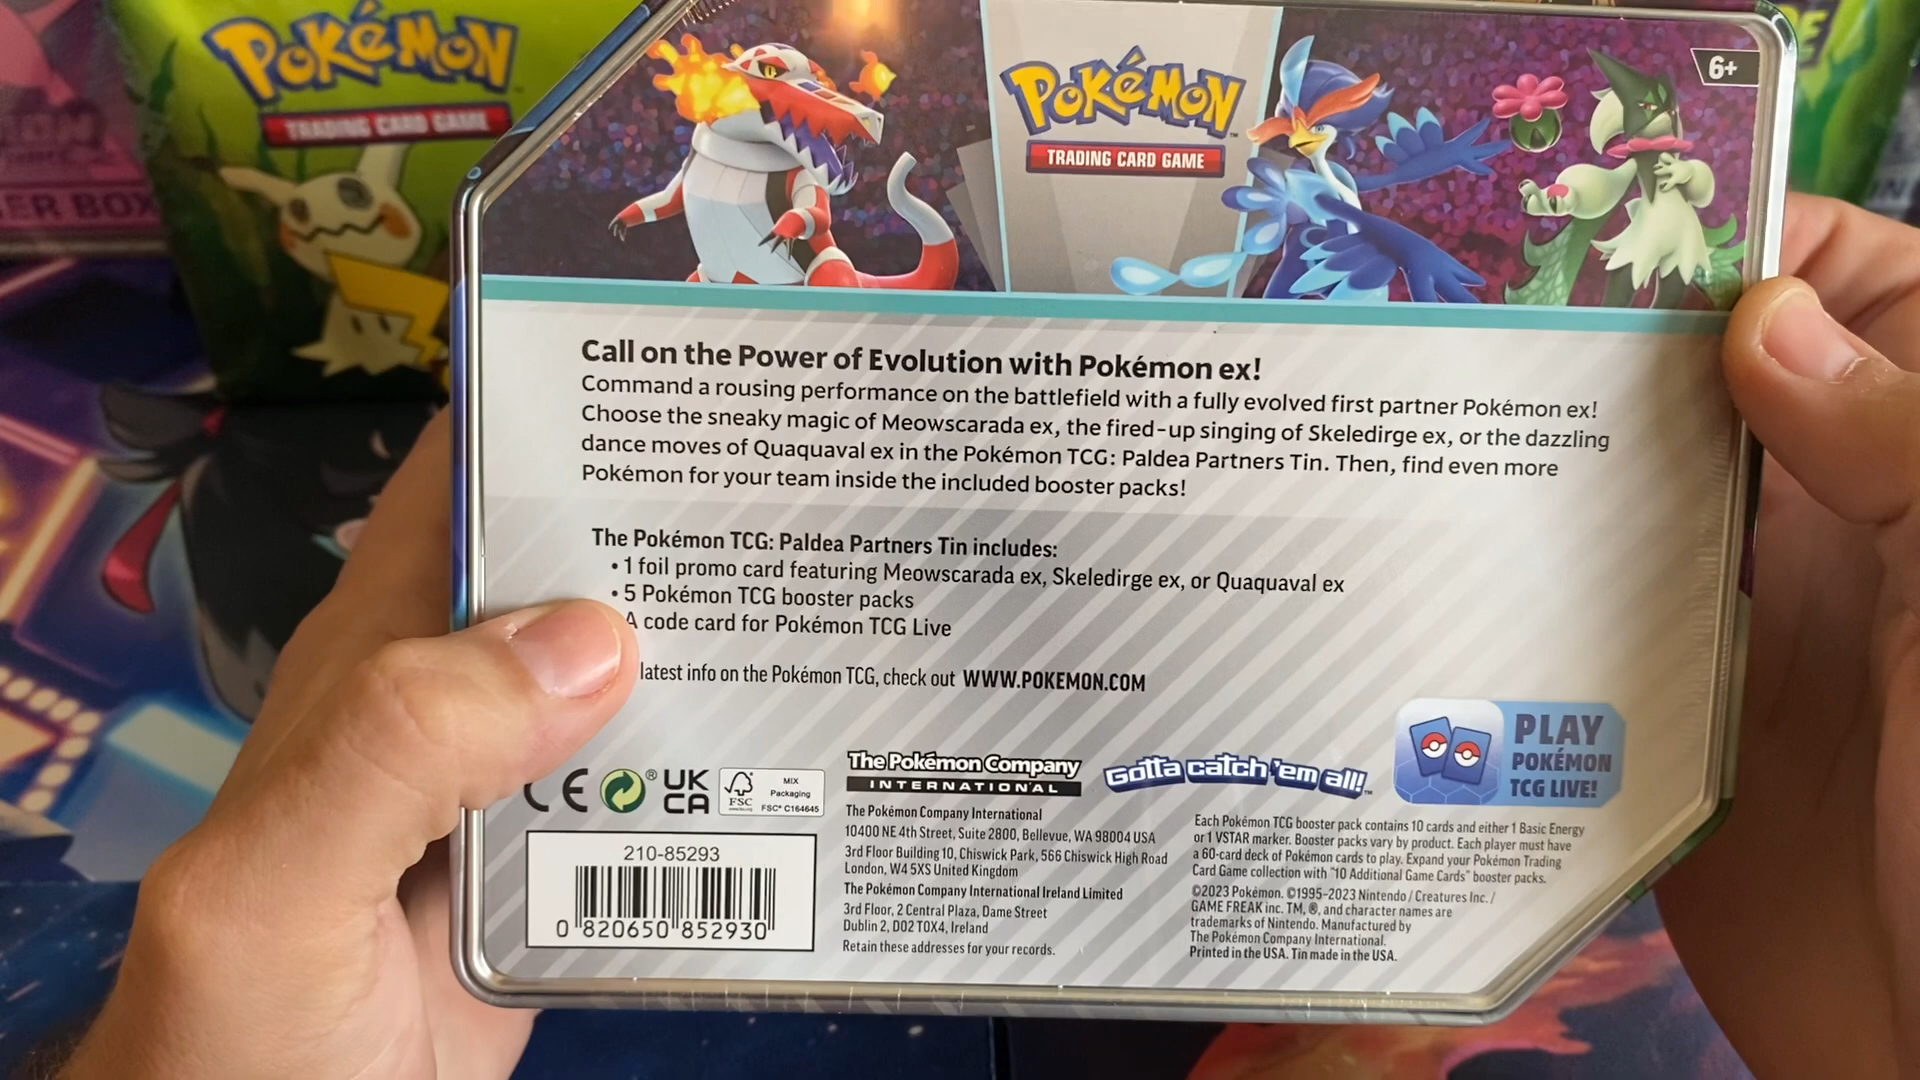 POKéMON
TRADING CARD GAME
ER BOX
POKéMON
TRADING CARD GAME
6+
Call on the Power of Evolution with Pokémon ex!
Command a rousing performance on the battlefield with a fully evolved first partner Pokémon ex!
Choose the sneaky magic of Meowscarada ex, the fired-up singing of Skeledirge ex, or the dazzling
dance moves of Quaquaval ex in the Pokémon TCG: Paldea Partners Tin. Then, find even more
Pokémon for your team inside the included booster packs!
The Pokémon TCG: Paldea Partners Tin includes:
• 1 foil promo card featuring Meowscarada ex, Skeledirge ex, or Quaquaval ex
• 5 Pokémon TCG booster packs
A code card for Pokémon TCG Live
latest info on the Pokémon TCG, check out WWW.POKEMON.COM
PLAY
POKÉMON
TCG LIVE!
CE ® UK
CA
FSC
MIX
Packaging
FSC® C164645
The Pokémon Company
INTERNATIONAL
Gotta catch 'em all!™
210-85293
0 820650 852930
The Pokémon Company International
10400 NE 4th Street, Suite 2800, Bellevue, WA 98004 USA
3rd Floor Building 10, Chiswick Park, 566 Chiswick High Road
London, W4 5XS United Kingdom
The Pokémon Company International Ireland Limited
3rd Floor, 2 Central Plaza, Dame Street
Dublin 2, D02 T0X4, Ireland
Retain these addresses for your records.
Each Pokémon TCG booster pack contains 10 cards and either 1 Basic Energy
or 1 VSTAR marker. Booster packs vary by product. Each player must have
a 60-card deck of Pokémon cards to play. Expand your Pokémon Trading
Card Game collection with "10 Additional Game Cards" booster packs.
©2023 Pokémon. ©1995–2023 Nintendo / Creatures Inc. /
GAME FREAK inc. TM, ®, and character names are
trademarks of Nintendo. Manufactured by
The Pokémon Company International.
Printed in the USA. Tin made in the USA.